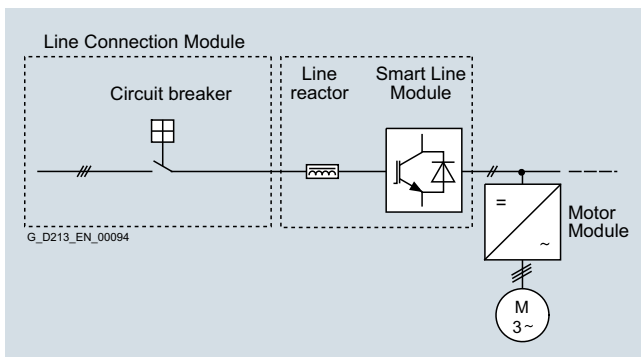 Line Connection Module
Circuit breaker
Line
reactor
Smart Line
Module
G_D213_EN_00094
=
~
Motor
Module
M
3~